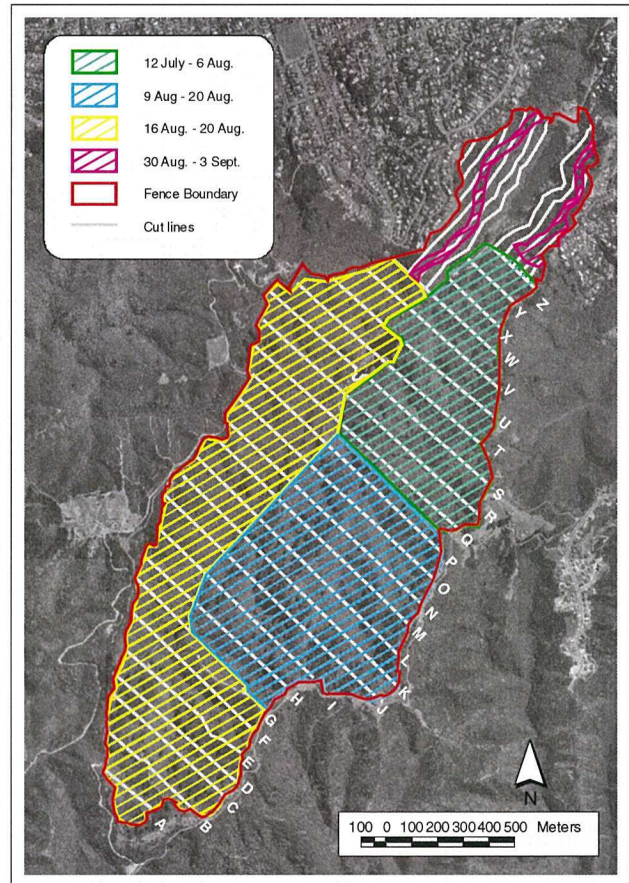 12 July - 6 Aug.
9 Aug - 20 Aug.
16 Aug. - 20 Aug.
30 Aug. - 3 Sept.
Fence Boundary
Cut lines
Z
Y
X
W
V
U
T
S
R
Q
P
O
N
M
L
K
J
I
H
G
F
E
D
C
B
A
N
100 0 100 200 300 400 500 Meters